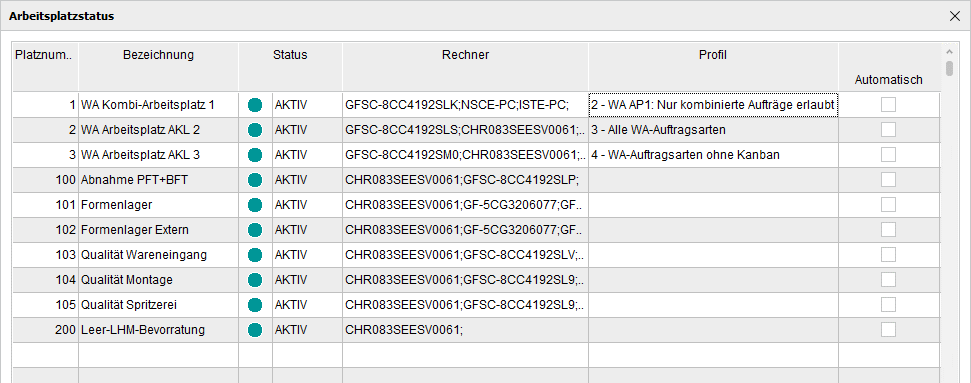 Arbeitsplatzstatus
Platznum.. Bezeichnung Status Rechner Profil Automatisch
1 WA Kombi-Arbeitsplatz 1 AKTIV GFSC-8CC4192SLK;NSCE-PC;ISTE-PC; 2 - WA AP1: Nur kombinierte Aufträge erlaubt
2 WA Arbeitsplatz AKL 2 AKTIV GFSC-8CC4192SLS;CHR083SEESV0061;.. 3 - Alle WA-Auftragsarten
3 WA Arbeitsplatz AKL 3 AKTIV GFSC-8CC4192SM0;CHR083SEESV0061;.. 4 - WA-Auftragsarten ohne Kanban
100 Abnahme PFT+BFT AKTIV CHR083SEESV0061;GFSC-8CC4192SLP;
101 Formenlager AKTIV CHR083SEESV0061;GF-5CG3206077;GF..
102 Formenlager Extern AKTIV CHR083SEESV0061;GF-5CG3206077;GF..
103 Qualität Wareneingang AKTIV CHR083SEESV0061;GFSC-8CC4192SLV;..
104 Qualität Montage AKTIV CHR083SEESV0061;GFSC-8CC4192SL9;..
105 Qualität Spritzerei AKTIV CHR083SEESV0061;GFSC-8CC4192SL9;..
200 Leer-LHM-Bevorratung AKTIV CHR083SEESV0061;